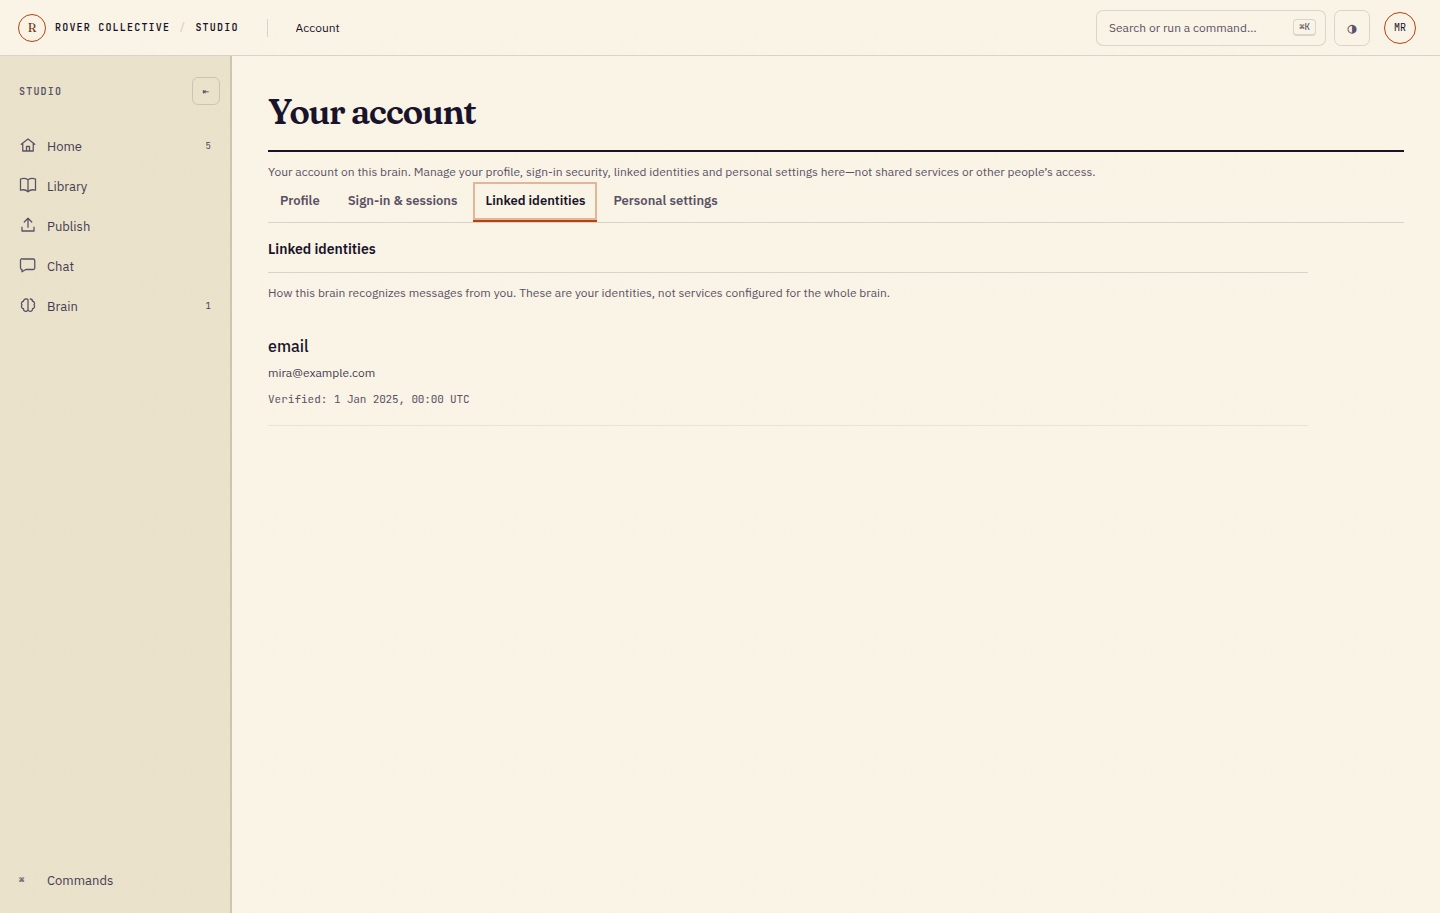 R ROVER COLLECTIVE / STUDIO Account Search or run a command... ⌘K ◑ MR
STUDIO ⇤
Home 5
Library
Publish
Chat
Brain 1
⌘ Commands
Your account
Your account on this brain. Manage your profile, sign-in security, linked identities and personal settings here—not shared services or other people's access.
Profile Sign-in & sessions Linked identities Personal settings
Linked identities
How this brain recognizes messages from you. These are your identities, not services configured for the whole brain.
email
mira@example.com
Verified: 1 Jan 2025, 00:00 UTC